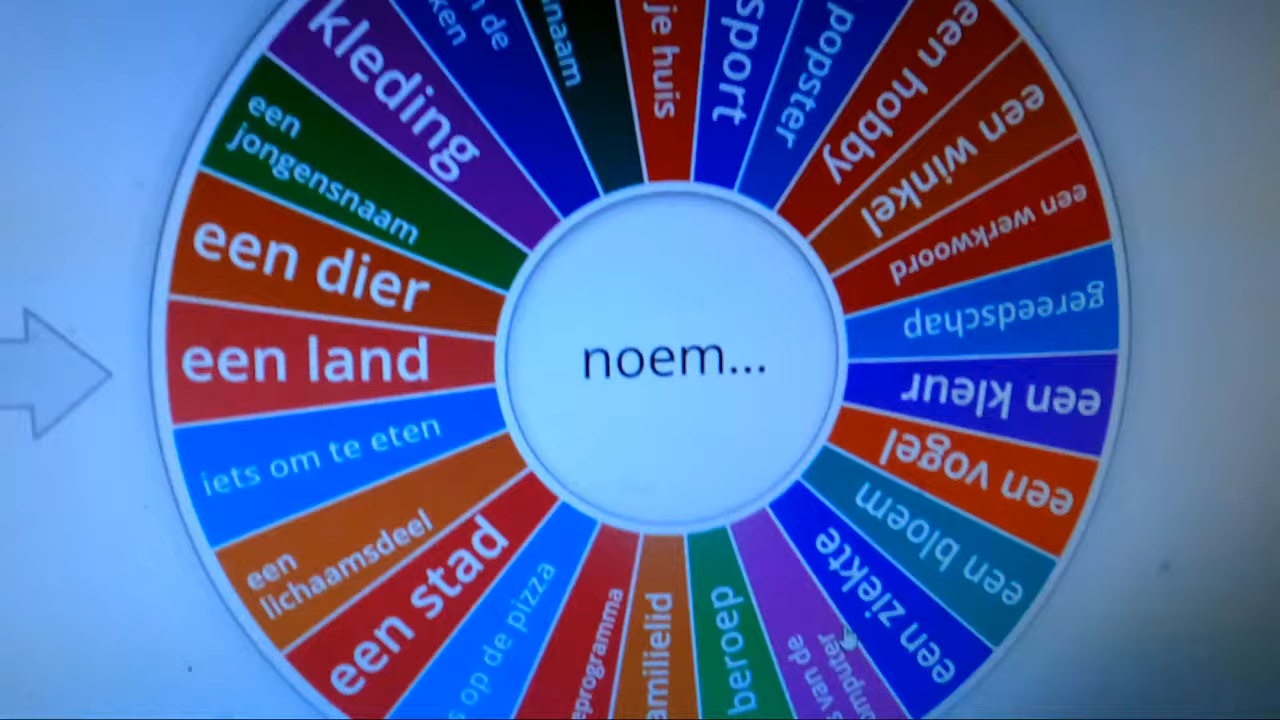 kleding
een
jongensnaam
een dier
een land
iets om te eten
een
lichaamsdeel
een stad
op de pizza
beroep
van de
een ziekte
een bloem
een vogel
een kleur
gereedschap
een werkwoord
een winkel
een hobby
popster
sport
je huis
noem...